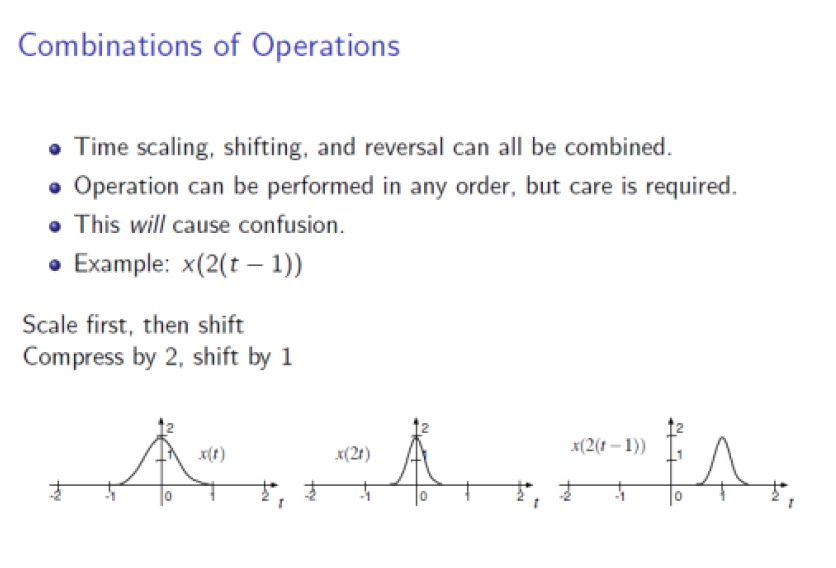 Combinations of Operations
Time scaling, shifting, and reversal can all be combined.
Operation can be performed in any order, but care is required.
This will cause confusion.
Example: x(2(t − 1))
Scale first, then shift
Compress by 2, shift by 1
2
1
x(t)
-2 -1 0 1 2 t
2
1
x(2t)
-2 -1 0 1 2 t
2
1
x(2(t − 1))
-2 -1 0 1 2 t